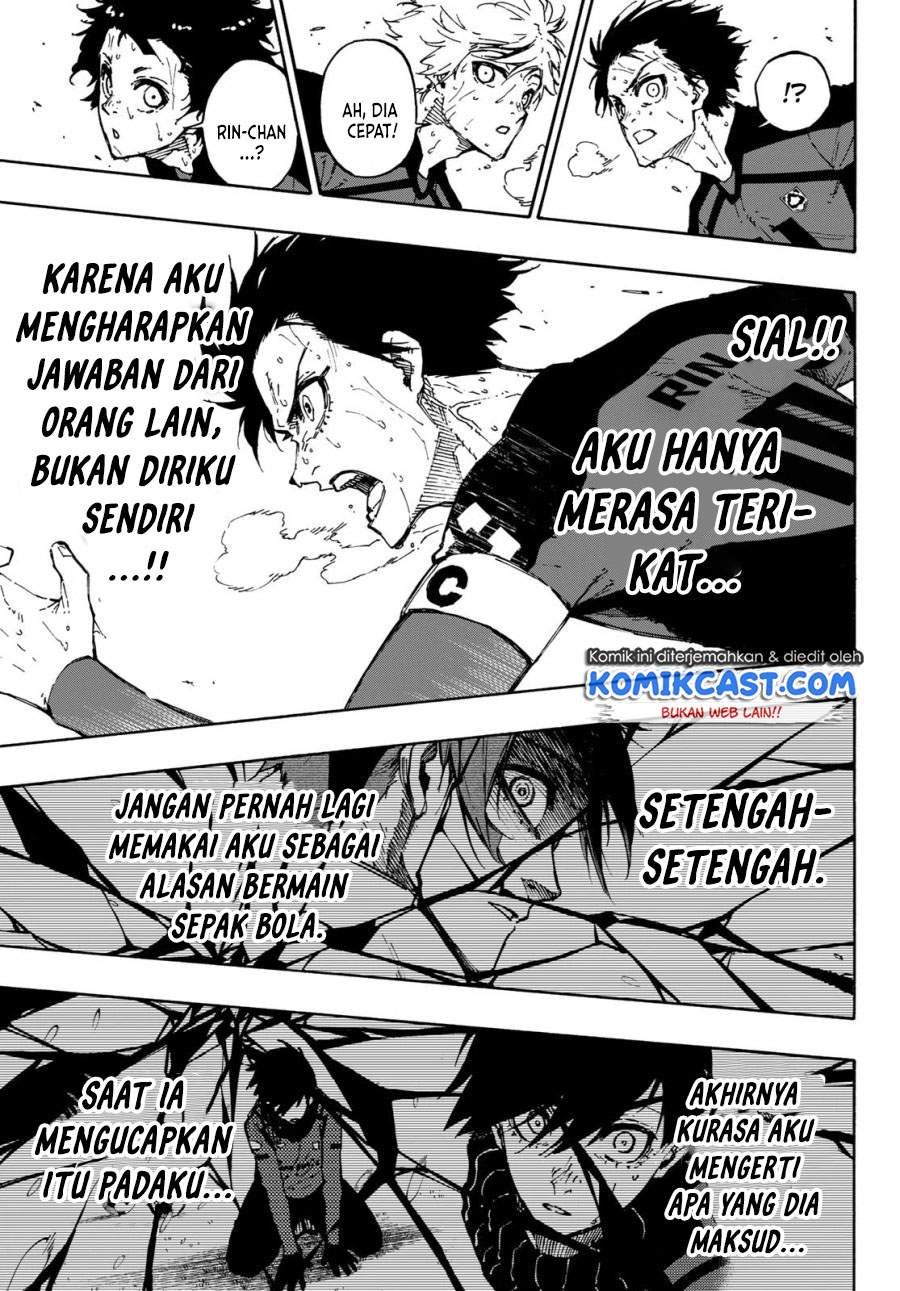 !?
AH, DIA
CEPAT!
RIN-CHAN
...?
SIAL!!
RIN
AKU HANYA
MERASA TERI-
KAT...
C
KARENA AKU
MENGHARAPKAN
JAWABAN DARI
ORANG LAIN,
BUKAN DIRIKU
SENDIRI
...!!
Komik ini diterjemahkan & diedit oleh
KOMIKCAST.COM
BUKAN WEB LAIN!!
SETENGAH-
SETENGAH.
JANGAN PERNAH LAGI
MEMAKAI AKU SEBAGAI
ALASAN BERMAIN
SEPAK BOLA.
AKHIRNYA
KURASA AKU
MENGERTI
APA YANG DIA
MAKSUD...
SAAT IA
MENGUCAPKAN
ITU PADAKU...